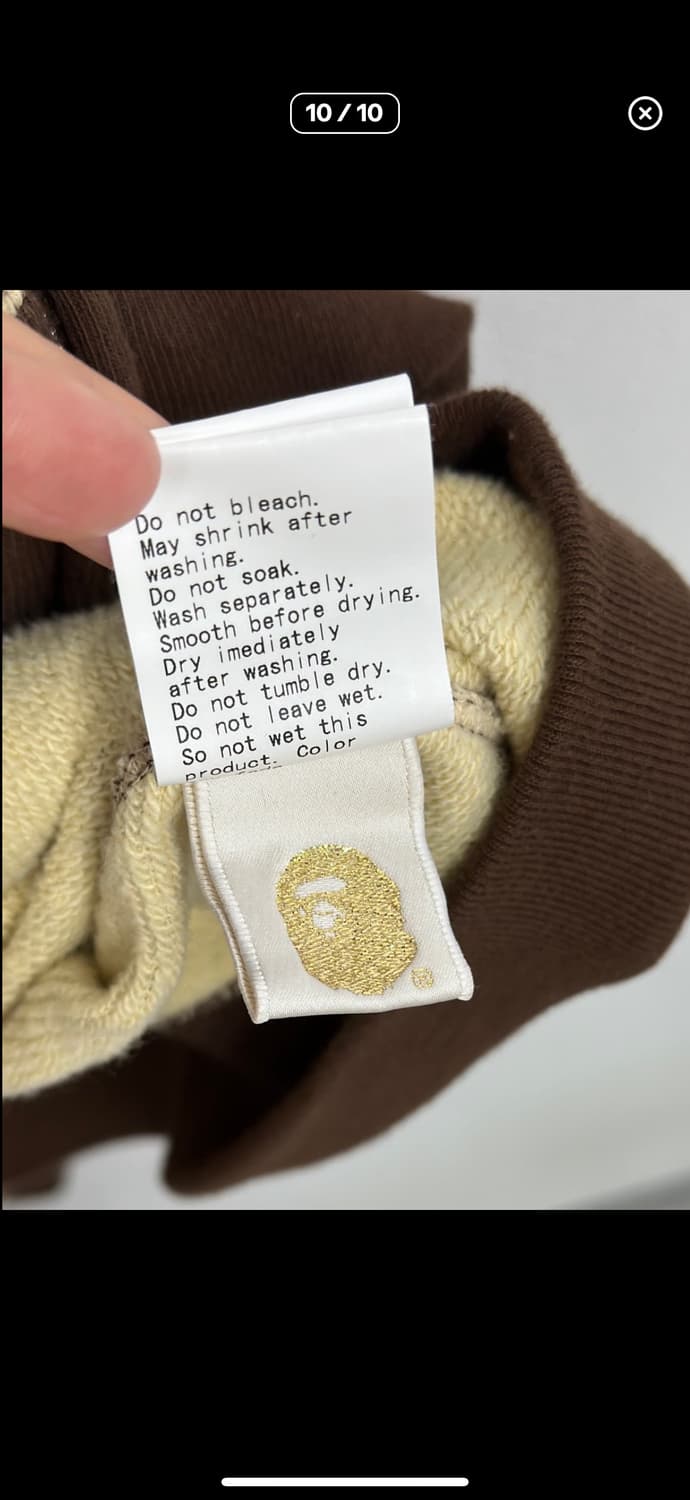 10 / 10
Do not bleach.
May shrink after
washing.
Do not soak.
Wash separately.
Smooth before drying.
Dry imediately
after washing.
Do not tumble dry.
Do not leave wet.
So not wet this
product. Color